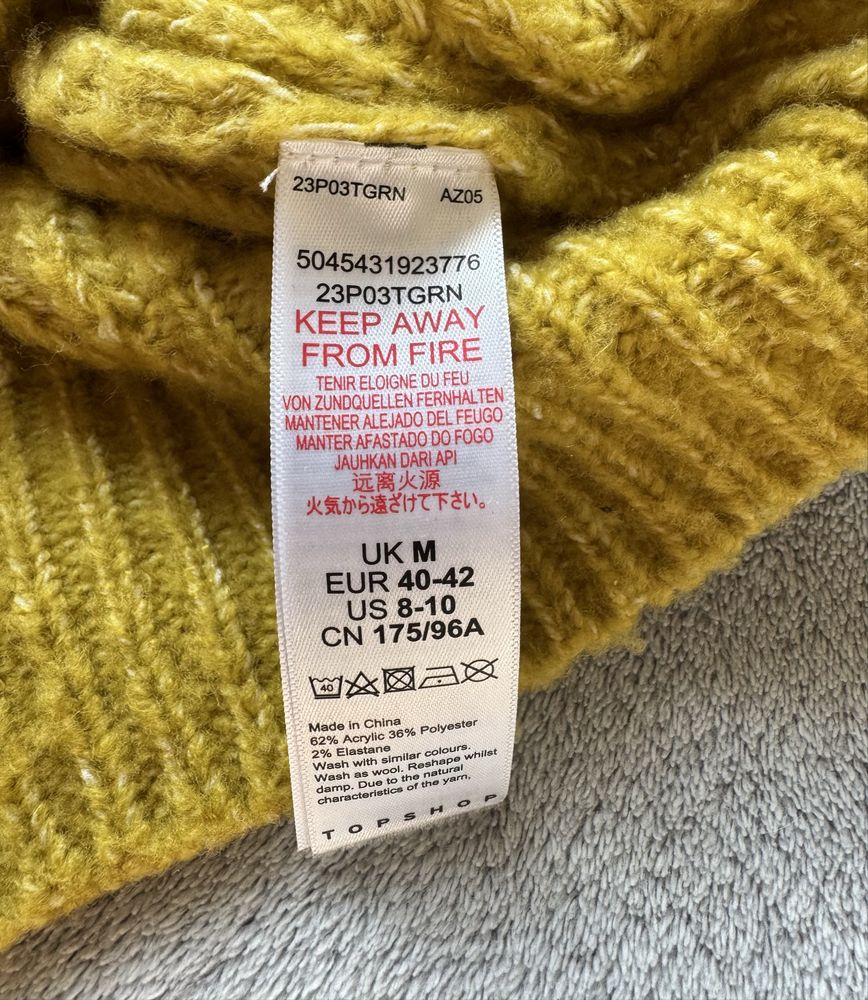 23P03TGRN AZ05
5045431923776
23P03TGRN
KEEP AWAY
FROM FIRE
TENIR ELOIGNE DU FEU
VON ZUNDQUELLEN FERNHALTEN
MANTENER ALEJADO DEL FEUGO
MANTER AFASTADO DO FOGO
JAUHKAN DARI API
远离火源
火気から遠ざけて下さい。
UK M
EUR 40-42
US 8-10
CN 175/96A
40
Made in China
62% Acrylic 36% Polyester
2% Elastane
Wash with similar colours.
Wash as wool. Reshape whilst
damp. Due to the natural
characteristics of the yarn,
TOPSHOP